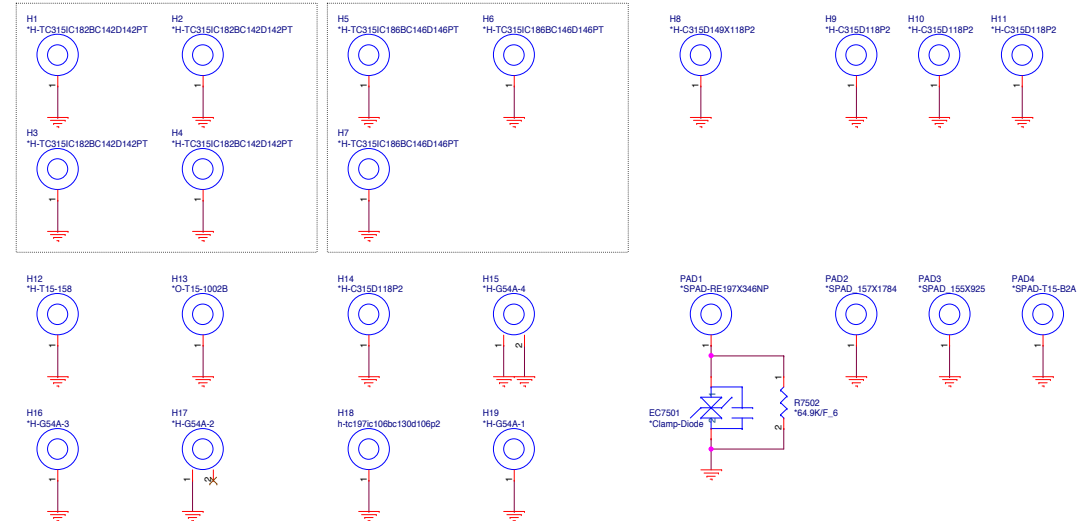 H1
*H-TC315IC182BC142D142PT
1
H2
*H-TC315IC182BC142D142PT
1
H5
*H-TC315IC186BC146D146PT
1
H6
*H-TC315IC186BC146D146PT
1
H8
*H-C315D149X118P2
1
H9
*H-C315D118P2
1
H10
*H-C315D118P2
1
H11
*H-C315D118P2
1
H3
*H-TC315IC182BC142D142PT
1
H4
*H-TC315IC182BC142D142PT
1
H7
*H-TC315IC186BC146D146PT
1
H12
*H-T15-158
1
H13
*O-T15-1002B
1
H14
*H-C315D118P2
1
H15
*H-G54A-4
1
2
PAD1
*SPAD-RE197X346NP
1
PAD2
*SPAD_157X1784
1
PAD3
*SPAD_155X925
1
PAD4
*SPAD-T15-B2A
1
EC7501
*Clamp-Diode
1
2
1
R7502
*64.9K/F_6
2
H16
*H-G54A-3
1
H17
*H-G54A-2
1
2
H18
h-tc197ic106bc130d106p2
1
H19
*H-G54A-1
1